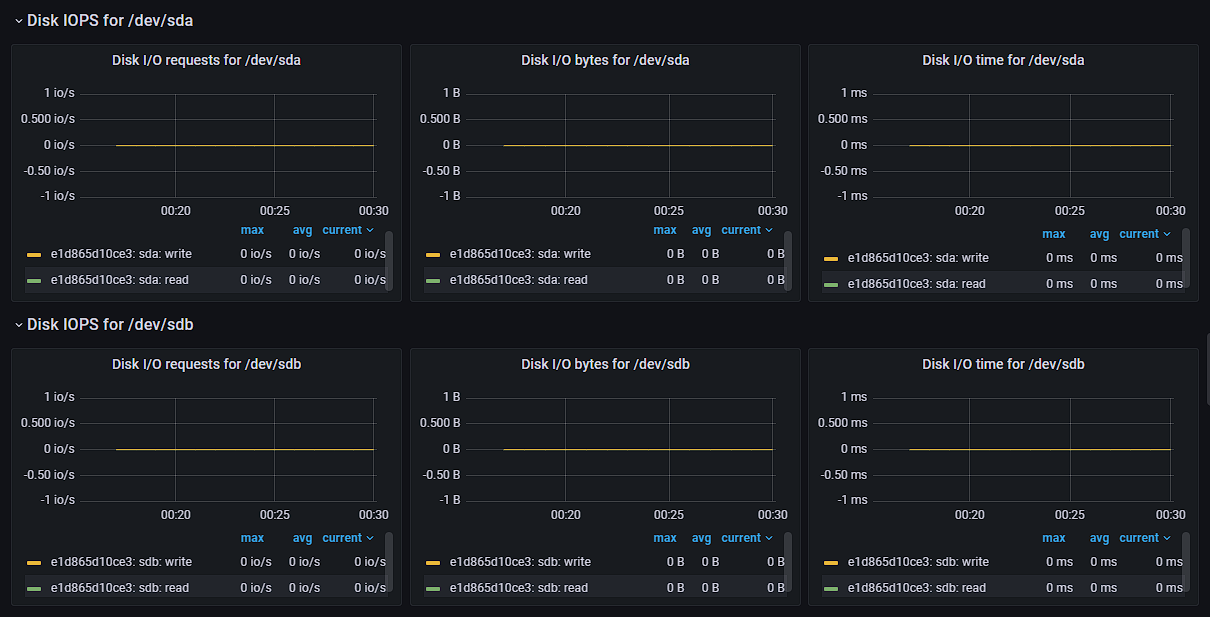 Disk IOPS for /dev/sda
Disk I/O requests for /dev/sda
1 io/s
0.500 io/s
0 io/s
-0.50 io/s
-1 io/s
00:20 00:25 00:30
max avg current
e1d865d10ce3: sda: write 0 io/s 0 io/s 0 io/s
e1d865d10ce3: sda: read 0 io/s 0 io/s 0 io/s
Disk I/O bytes for /dev/sda
1 B
0.500 B
0 B
-0.50 B
-1 B
00:20 00:25 00:30
max avg current
e1d865d10ce3: sda: write 0 B 0 B 0 B
e1d865d10ce3: sda: read 0 B 0 B 0 B
Disk I/O time for /dev/sda
1 ms
0.500 ms
0 ms
-0.50 ms
-1 ms
00:20 00:25 00:30
max avg current
e1d865d10ce3: sda: write 0 ms 0 ms 0 ms
e1d865d10ce3: sda: read 0 ms 0 ms 0 ms
Disk IOPS for /dev/sdb
Disk I/O requests for /dev/sdb
1 io/s
0.500 io/s
0 io/s
-0.50 io/s
-1 io/s
00:20 00:25 00:30
max avg current
e1d865d10ce3: sdb: write 0 io/s 0 io/s 0 io/s
e1d865d10ce3: sdb: read 0 io/s 0 io/s 0 io/s
Disk I/O bytes for /dev/sdb
1 B
0.500 B
0 B
-0.50 B
-1 B
00:20 00:25 00:30
max avg current
e1d865d10ce3: sdb: write 0 B 0 B 0 B
e1d865d10ce3: sdb: read 0 B 0 B 0 B
Disk I/O time for /dev/sdb
1 ms
0.500 ms
0 ms
-0.50 ms
-1 ms
00:20 00:25 00:30
max avg current
e1d865d10ce3: sdb: write 0 ms 0 ms 0 ms
e1d865d10ce3: sdb: read 0 ms 0 ms 0 ms